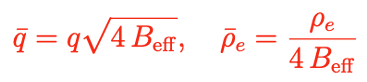 q̄ = q√(4 B_eff), ρ̄_e = ρ_e / (4 B_eff)